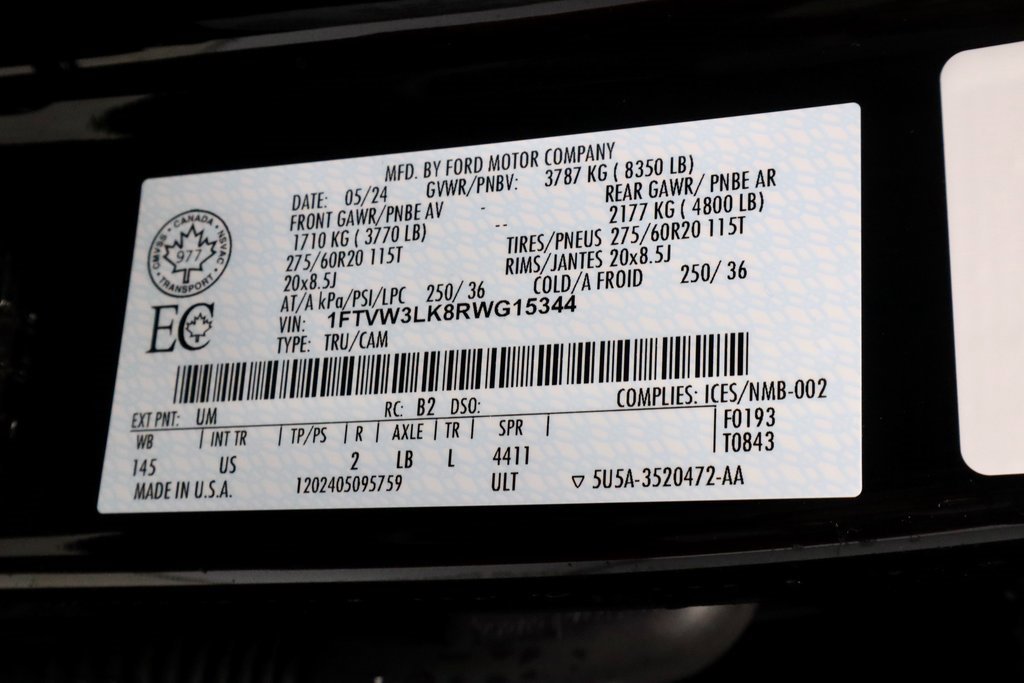 MFD. BY FORD MOTOR COMPANY
DATE: 05/24 GVWR/PNBV: 3787 KG ( 8350 LB)
FRONT GAWR/PNBE AV - REAR GAWR/ PNBE AR
1710 KG ( 3770 LB) -- 2177 KG ( 4800 LB)
275/60R20 115T TIRES/PNEUS 275/60R20 115T
20x8.5J RIMS/JANTES 20x8.5J
AT/A kPa/PSI/LPC 250/ 36 COLD/A FROID 250/ 36
VIN: 1FTVW3LK8RWG15344
TYPE: TRU/CAM
CANADA
CMVSS NSVAC
977
TRANSPORT
EC
EXT PNT: UM RC: B2 DSO: COMPLIES: ICES/NMB-002
WB | INT TR | TP/PS | R | AXLE | TR | SPR | F0193
T0843
145 US 2 LB L 4411
MADE IN U.S.A. 1202405095759 ULT ▽ 5U5A-3520472-AA